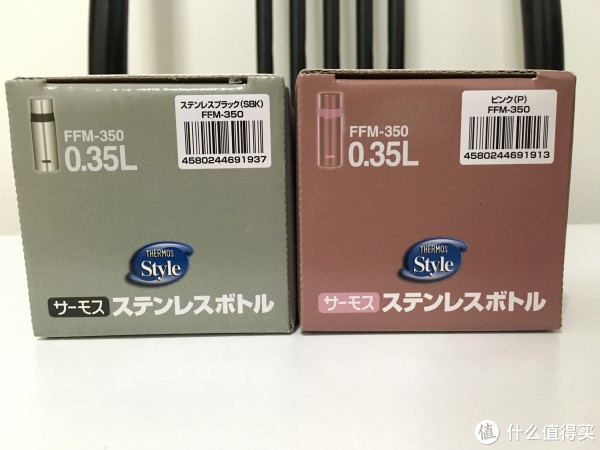 FFM-350
0.35L
ステンレスブラック(SBK)
FFM-350
4580244691937
THERMOS
Style
サーモス ステンレスボトル
FFM-350
0.35L
ピンク(P)
FFM-350
4580244691913
THERMOS
Style
サーモス ステンレスボトル
值 什么值得买